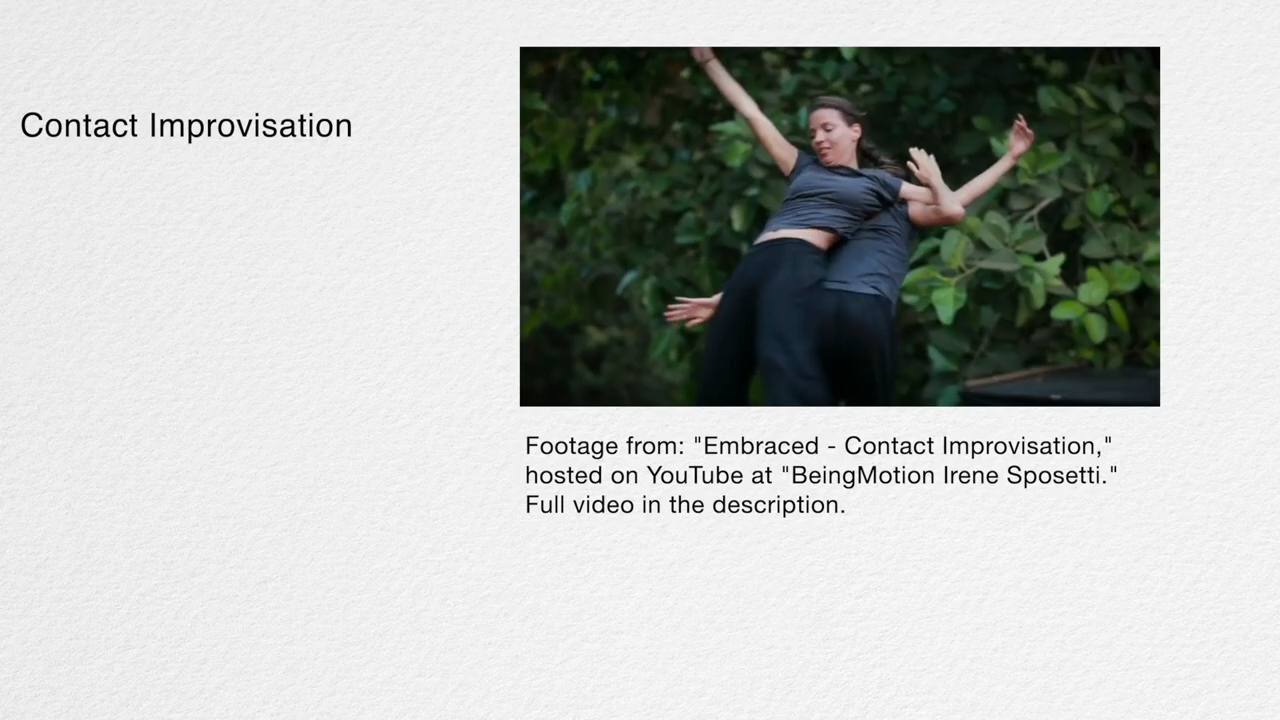 Contact Improvisation
Footage from: "Embraced - Contact Improvisation,"
hosted on YouTube at "BeingMotion Irene Sposetti."
Full video in the description.